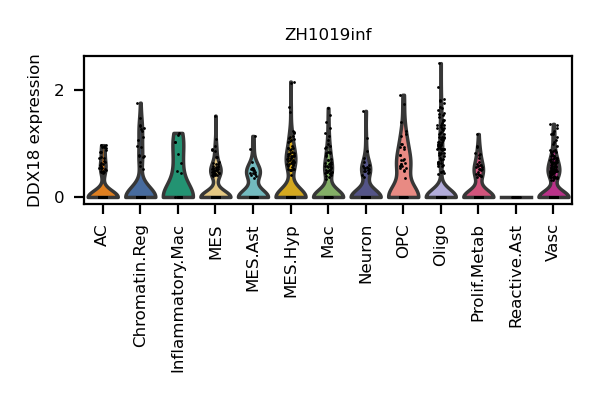 ZH1019inf
DDX18 expression
2
0
AC
Chromatin.Reg
Inflammatory.Mac
MES
MES.Ast
MES.Hyp
Mac
Neuron
OPC
Oligo
Prolif.Metab
Reactive.Ast
Vasc